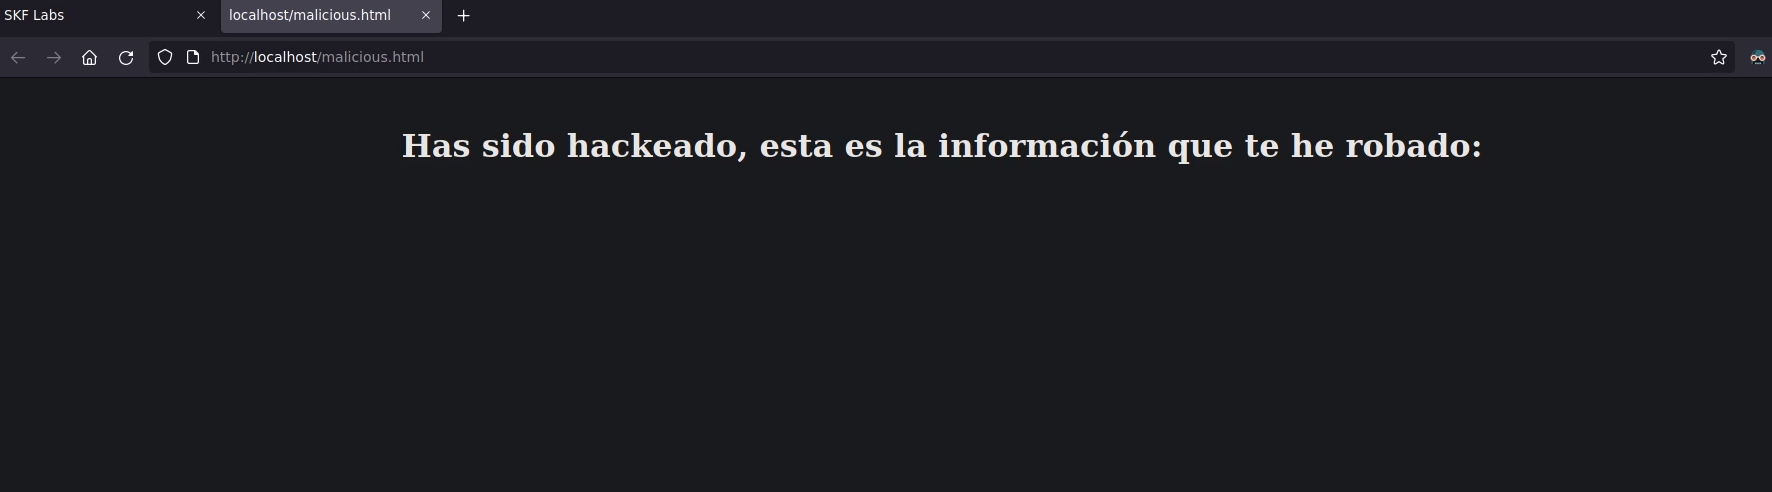 SKF Labs
localhost/malicious.html
http://localhost/malicious.html
Has sido hackeado, esta es la información que te he robado: